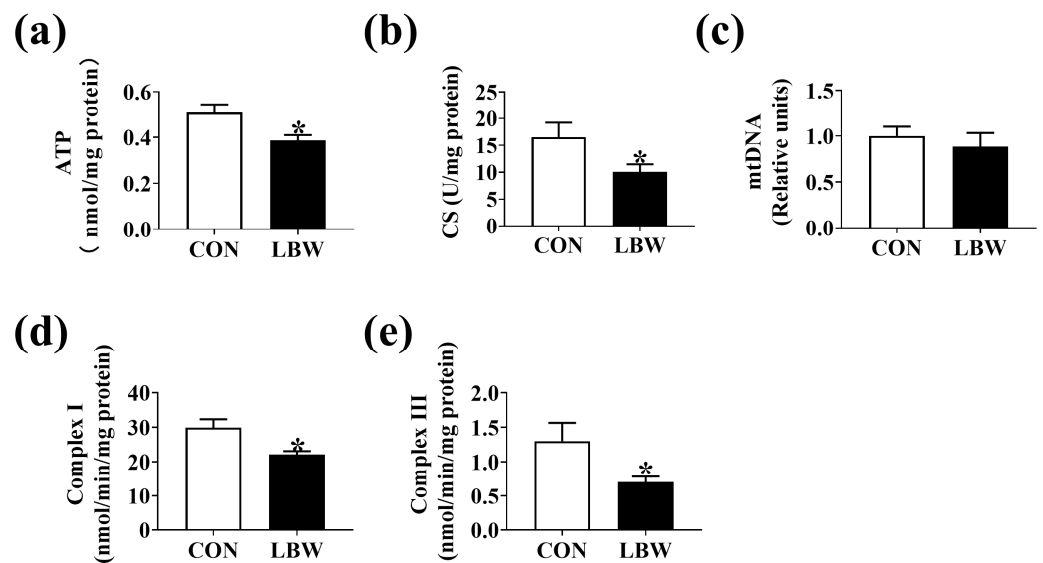 (a)
ATP
( nmol/mg protein)
0.6
0.4
0.2
0.0
*
CON LBW
(b)
CS (U/mg protein)
25
20
15
10
5
0
*
CON LBW
(c)
mtDNA
(Relative units)
1.5
1.0
0.5
0.0
CON LBW
(d)
Complex I
(nmol/min/mg protein)
40
30
20
10
0
*
CON LBW
(e)
Complex III
(nmol/min/mg protein)
2.0
1.5
1.0
0.5
0.0
*
CON LBW